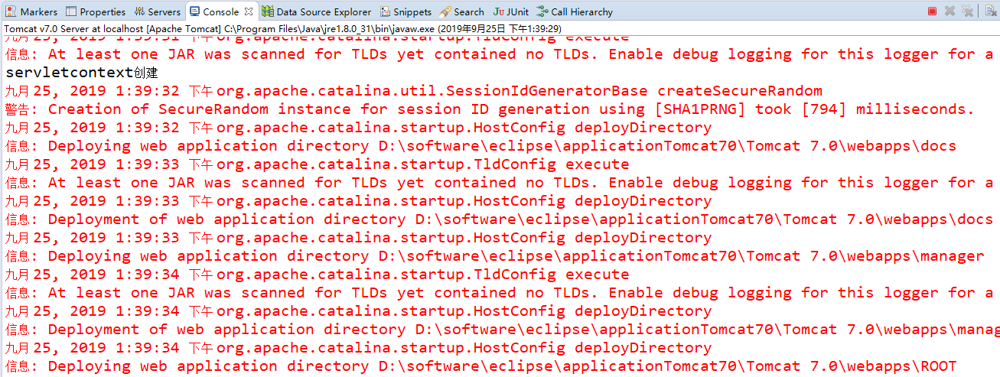 Markers Properties Servers Console Data Source Explorer Snippets Search JUnit Call Hierarchy
Tomcat v7.0 Server at localhost [Apache Tomcat] C:\Program Files\Java\jre1.8.0_31\bin\javaw.exe (2019年9月25日 下午1:39:29)
九月 25, 2019 1:39:31 下午 org.apache.catalina.startup.TldConfig execute
信息: At least one JAR was scanned for TLDs yet contained no TLDs. Enable debug logging for this logger for a
servletcontext创建
九月 25, 2019 1:39:32 下午 org.apache.catalina.util.SessionIdGeneratorBase createSecureRandom
警告: Creation of SecureRandom instance for session ID generation using [SHA1PRNG] took [794] milliseconds.
九月 25, 2019 1:39:32 下午 org.apache.catalina.startup.HostConfig deployDirectory
信息: Deploying web application directory D:\software\eclipse\applicationTomcat70\Tomcat 7.0\webapps\docs
九月 25, 2019 1:39:33 下午 org.apache.catalina.startup.TldConfig execute
信息: At least one JAR was scanned for TLDs yet contained no TLDs. Enable debug logging for this logger for a
九月 25, 2019 1:39:33 下午 org.apache.catalina.startup.HostConfig deployDirectory
信息: Deployment of web application directory D:\software\eclipse\applicationTomcat70\Tomcat 7.0\webapps\docs
九月 25, 2019 1:39:33 下午 org.apache.catalina.startup.HostConfig deployDirectory
信息: Deploying web application directory D:\software\eclipse\applicationTomcat70\Tomcat 7.0\webapps\manager
九月 25, 2019 1:39:34 下午 org.apache.catalina.startup.TldConfig execute
信息: At least one JAR was scanned for TLDs yet contained no TLDs. Enable debug logging for this logger for a
九月 25, 2019 1:39:34 下午 org.apache.catalina.startup.HostConfig deployDirectory
信息: Deployment of web application directory D:\software\eclipse\applicationTomcat70\Tomcat 7.0\webapps\manag
九月 25, 2019 1:39:34 下午 org.apache.catalina.startup.HostConfig deployDirectory
信息: Deploying web application directory D:\software\eclipse\applicationTomcat70\Tomcat 7.0\webapps\ROOT